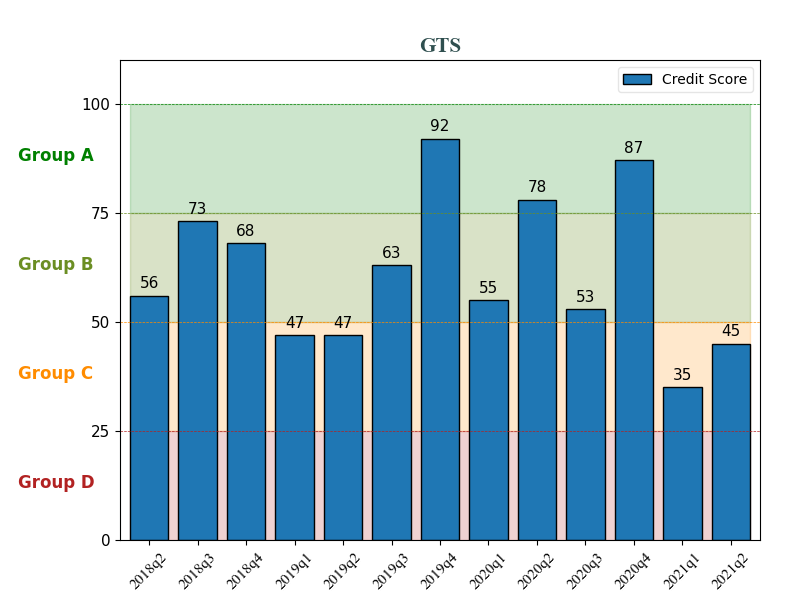 GTS
Credit Score
100
75
50
25
0
Group A
Group B
Group C
Group D
56
73
68
47
47
63
92
55
78
53
87
35
45
2018q2
2018q3
2018q4
2019q1
2019q2
2019q3
2019q4
2020q1
2020q2
2020q3
2020q4
2021q1
2021q2